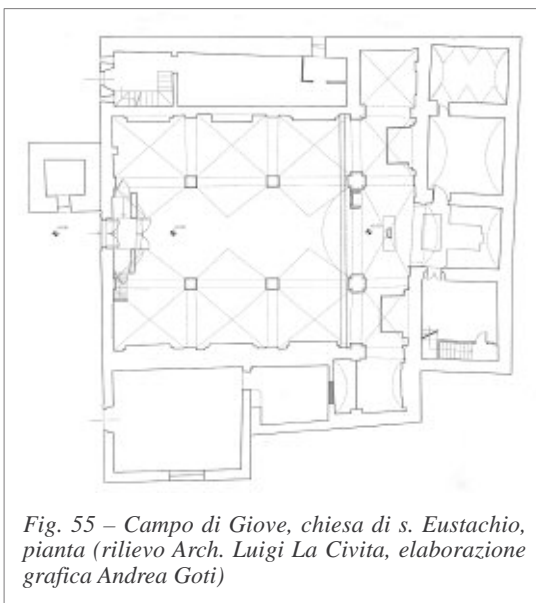 Fig. 55 – Campo di Giove, chiesa di s. Eustachio,
pianta (rilievo Arch. Luigi La Civita, elaborazione
grafica Andrea Goti)